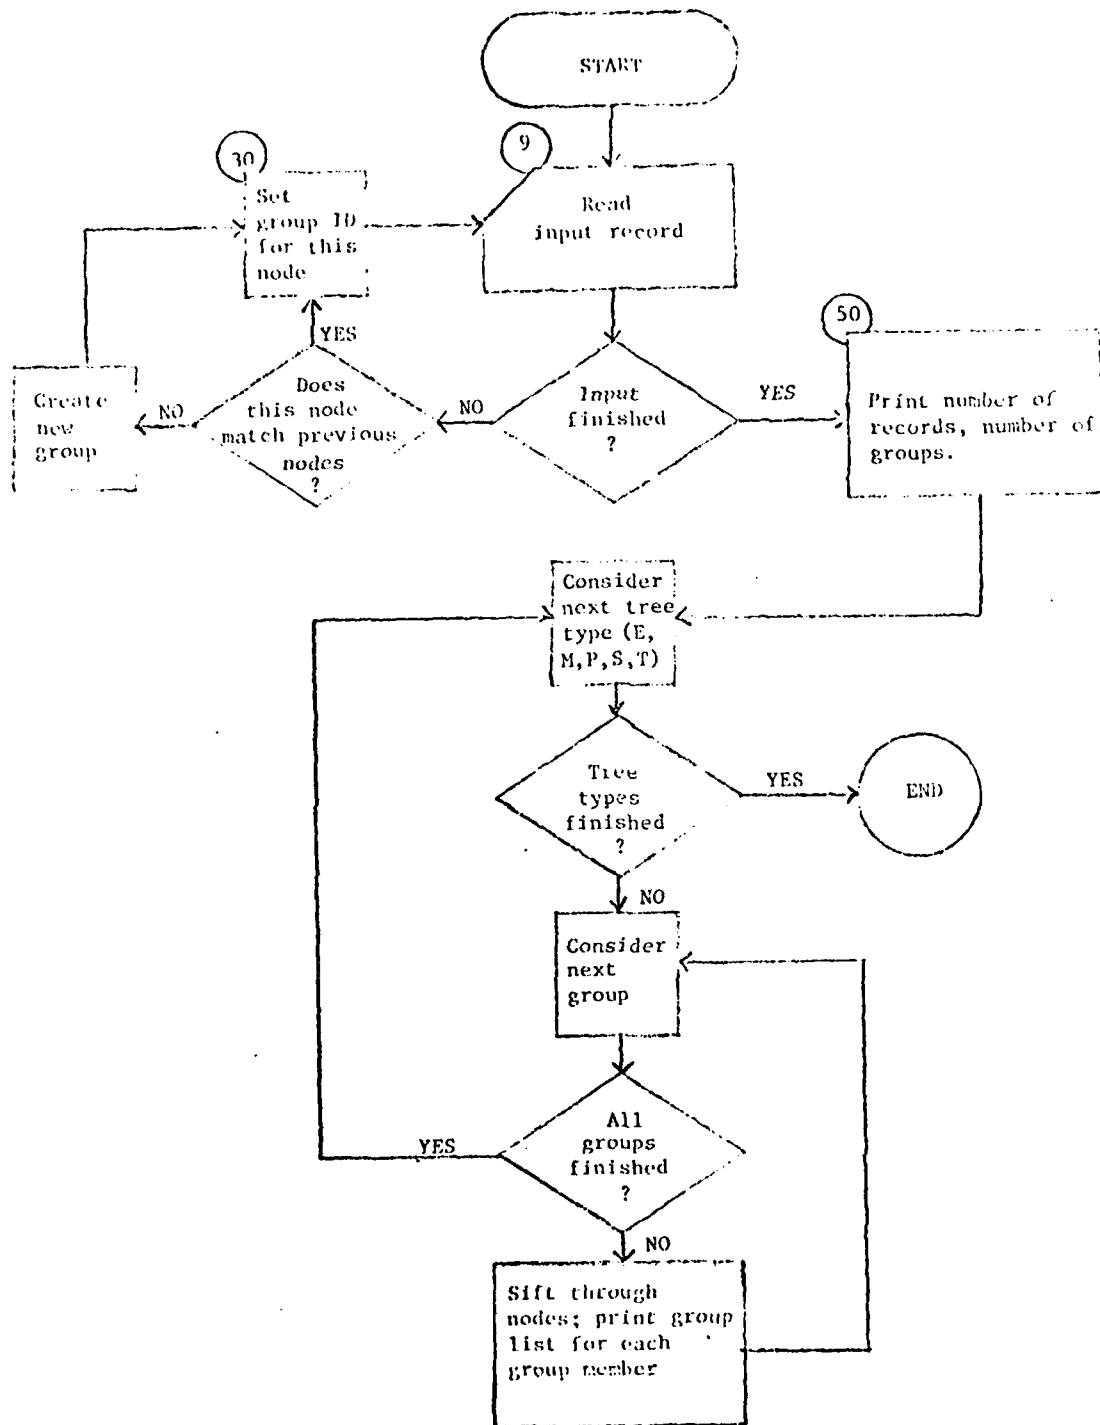 START
9
30
Read
input record
Set
group ID
for this
node
YES
50
Create
new
group
NO
Does
this node
match previous
nodes
?
NO
Input
finished
?
YES
Print number of
records, number of
groups.
Consider
next tree
type (E,
M,P,S,T)
Tree
types
finished
?
YES
END
NO
Consider
next
group
All
groups
finished
?
YES
NO
Sift through
nodes; print group
list for each
group member